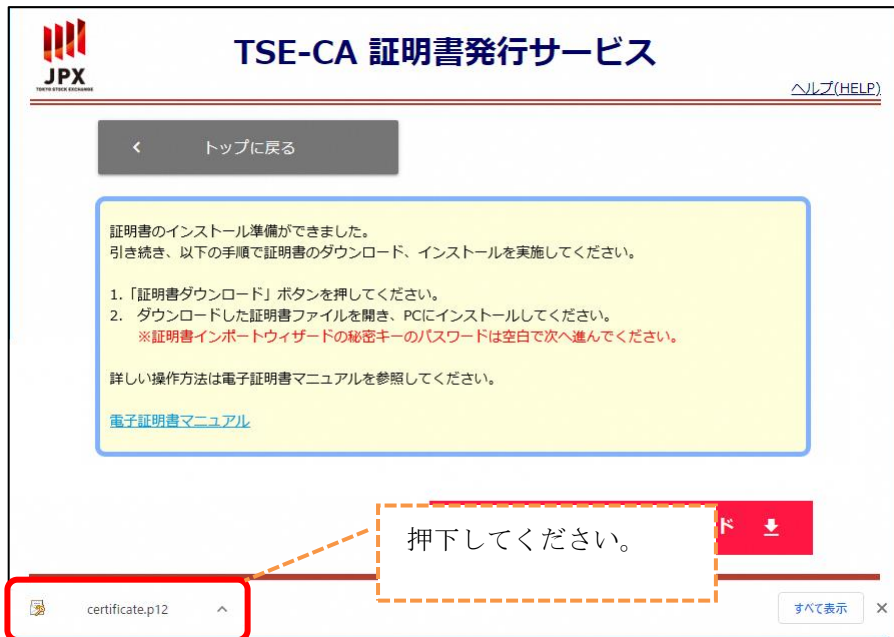 JPX
TOKYO STOCK EXCHANGE
TSE-CA 証明書発行サービス
ヘルプ(HELP)
トップに戻る
証明書のインストール準備ができました。
引き続き、以下の手順で証明書のダウンロード、インストールを実施してください。
1.「証明書ダウンロード」ボタンを押してください。
2. ダウンロードした証明書ファイルを開き、PCにインストールしてください。
※証明書インポートウィザードの秘密キーのパスワードは空白で次へ進んでください。
詳しい操作方法は電子証明書マニュアルを参照してください。
電子証明書マニュアル
ド
押下してください。
certificate.p12
すべて表示